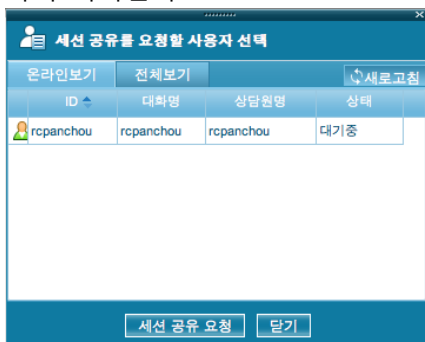 세션 공유를 요청할 사용자 선택
온라인보기 전체보기 새로고침
ID 대화명 상담원명 상태
rcpanchou rcpanchou rcpanchou 대기중
세션 공유 요청 닫기